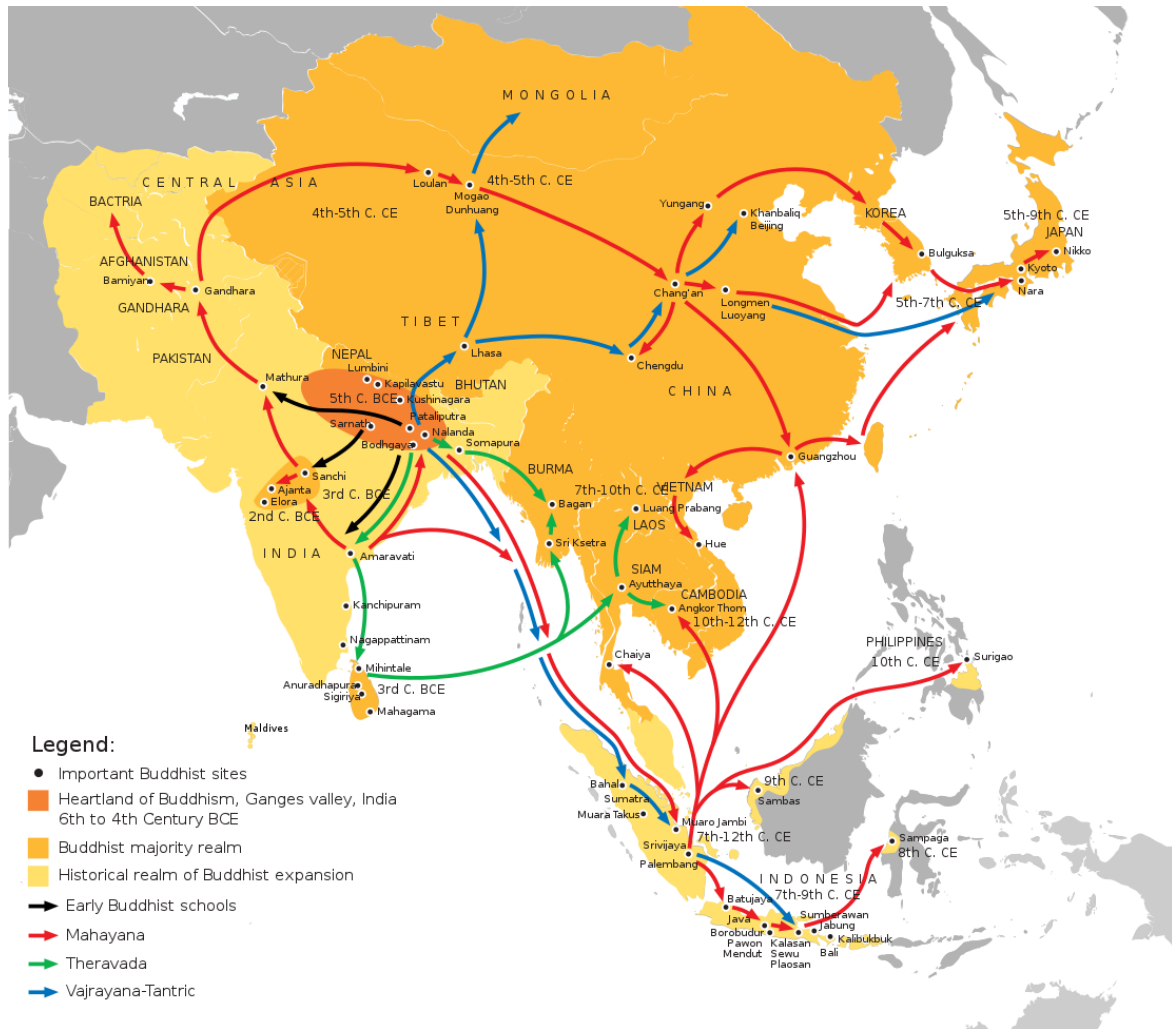 MONGOLIA
CENTRAL ASIA
Loulan
Mogao
Dunhuang
4th-5th C. CE
4th-5th C. CE
BACTRIA
AFGHANISTAN
Bamiyan
Gandhara
GANDHARA
PAKISTAN
Mathura
Yungang
Khanbaliq
Beijing
KOREA
Bulguksa
5th-9th C. CE
JAPAN
Nikko
Kyoto
Nara
5th-7th C. CE
Chang'an
Longmen
Luoyang
TIBET
Lhasa
Chengdu
CHINA
NEPAL
Lumbini
Kapilavastu
BHUTAN
Kushinagara
5th C. BCE
Pataliputra
Sarnath
Nalanda
Bodhgaya
Somapura
Guangzhou
Sanchi
Ajanta
Elora
3rd C. BCE
2nd C. BCE
INDIA
Amaravati
Kanchipuram
Nagappattinam
Mihintale
Anuradhapura
Sigiriya
3rd C. BCE
Mahagama
Maldives
BURMA
7th-10th C. CE
VIETNAM
Bagan
Luang Prabang
LAOS
Sri Ksetra
Hue
SIAM
Ayutthaya
CAMBODIA
Angkor Thom
10th-12th C. CE
Chaiya
PHILIPPINES
10th C. CE
Surigao
Bahal
Sumatra
Muara Takus
Muaro Jambi
7th-12th C. CE
Srivijaya
Palembang
9th C. CE
Sambas
Sampaga
8th C. CE
INDONESIA
7th-9th C. CE
Batujaya
Java
Borobudur
Pawon
Mendut
Kalasan
Sewu
Plaosan
Sumberawan
Jabung
Kalibukbuk
Bali
Legend:
Important Buddhist sites
Heartland of Buddhism, Ganges valley, India
6th to 4th Century BCE
Buddhist majority realm
Historical realm of Buddhist expansion
Early Buddhist schools
Mahayana
Theravada
Vajrayana-Tantric